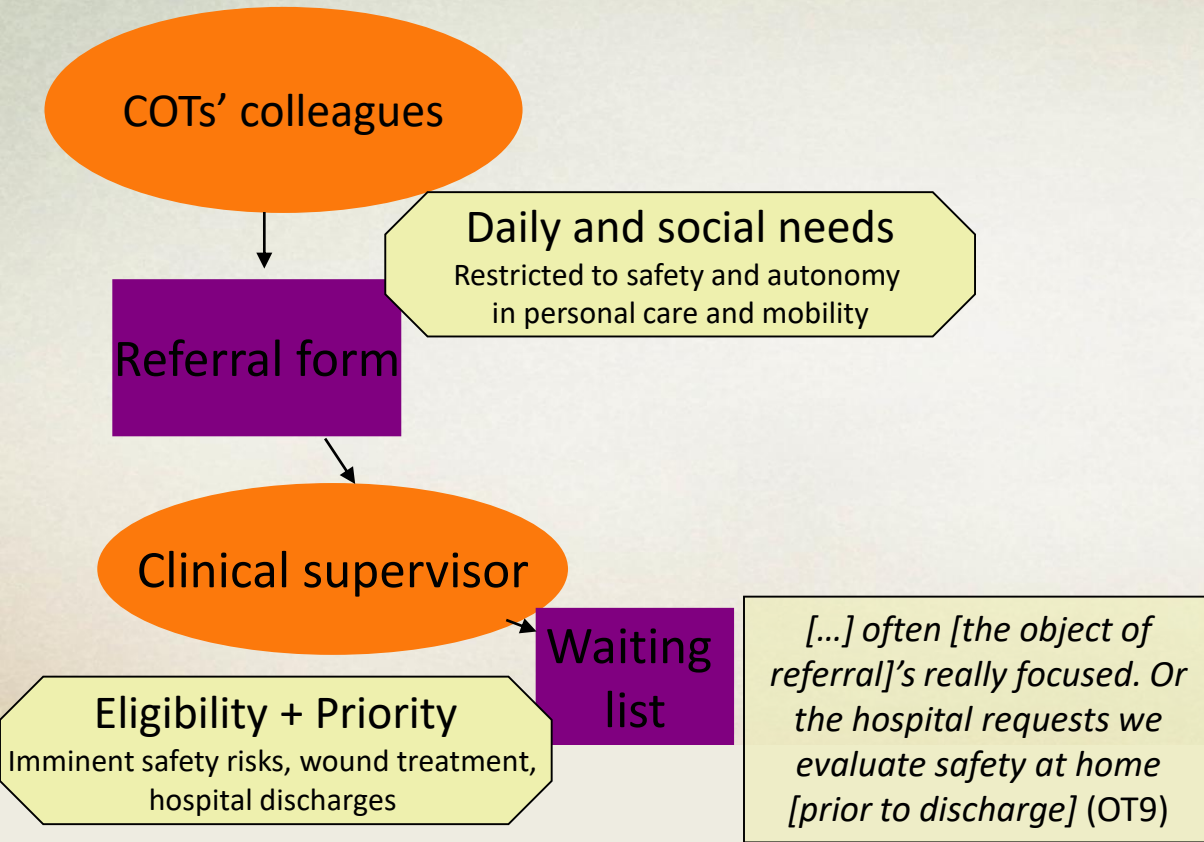 COTs’ colleagues
Daily and social needs
Restricted to safety and autonomy
in personal care and mobility
Referral form
Clinical supervisor
Waiting
list
Eligibility + Priority
Imminent safety risks, wound treatment,
hospital discharges
[…] often [the object of
referral]’s really focused. Or
the hospital requests we
evaluate safety at home
[prior to discharge] (OT9)